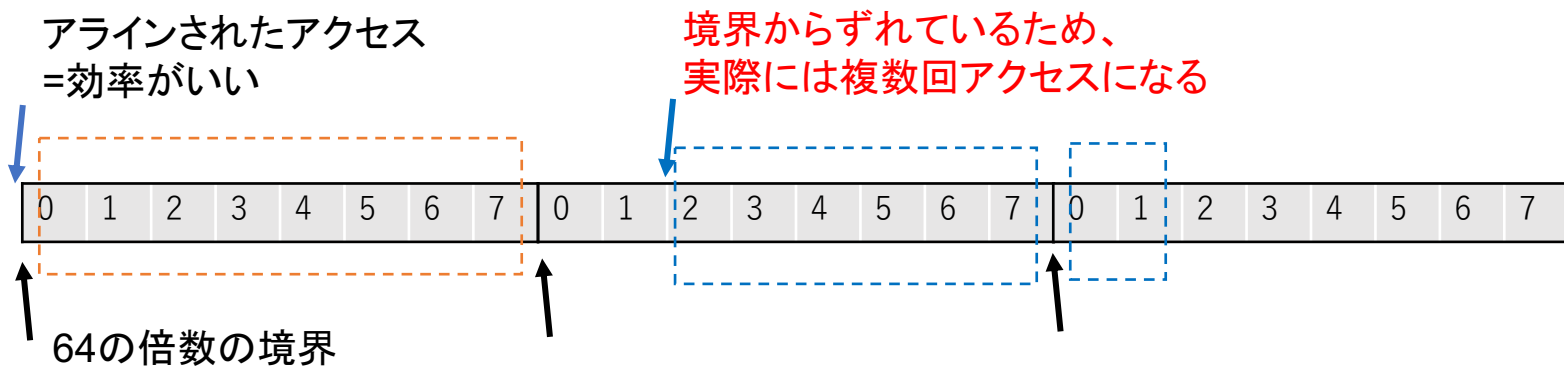 アラインされたアクセス
=効率がいい
境界からずれているため、
実際には複数回アクセスになる
0 1 2 3 4 5 6 7 0 1 2 3 4 5 6 7 0 1 2 3 4 5 6 7
64の倍数の境界